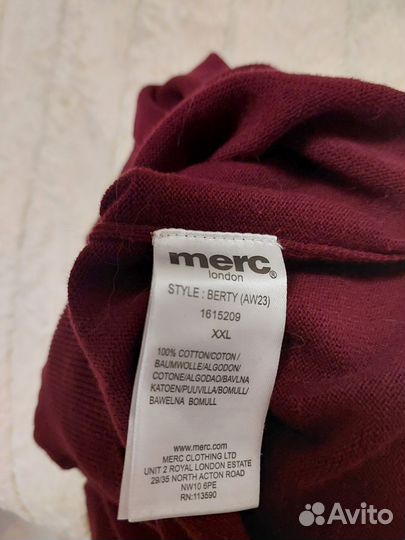 merc®
london
STYLE : BERTY (AW23)
1615209
XXL
100% COTTON/COTON/
BAUMWOLLE/ALGODON/
COTONE/ALGODAO/BAVLNA
KATOEN/PUUVILLA/BOMULL/
BAWELNA BOMULL
www.merc.com
MERC CLOTHING LTD
UNIT 2 ROYAL LONDON ESTATE
29/35 NORTH ACTON ROAD
NW10 6PE
RN:113590
Avito